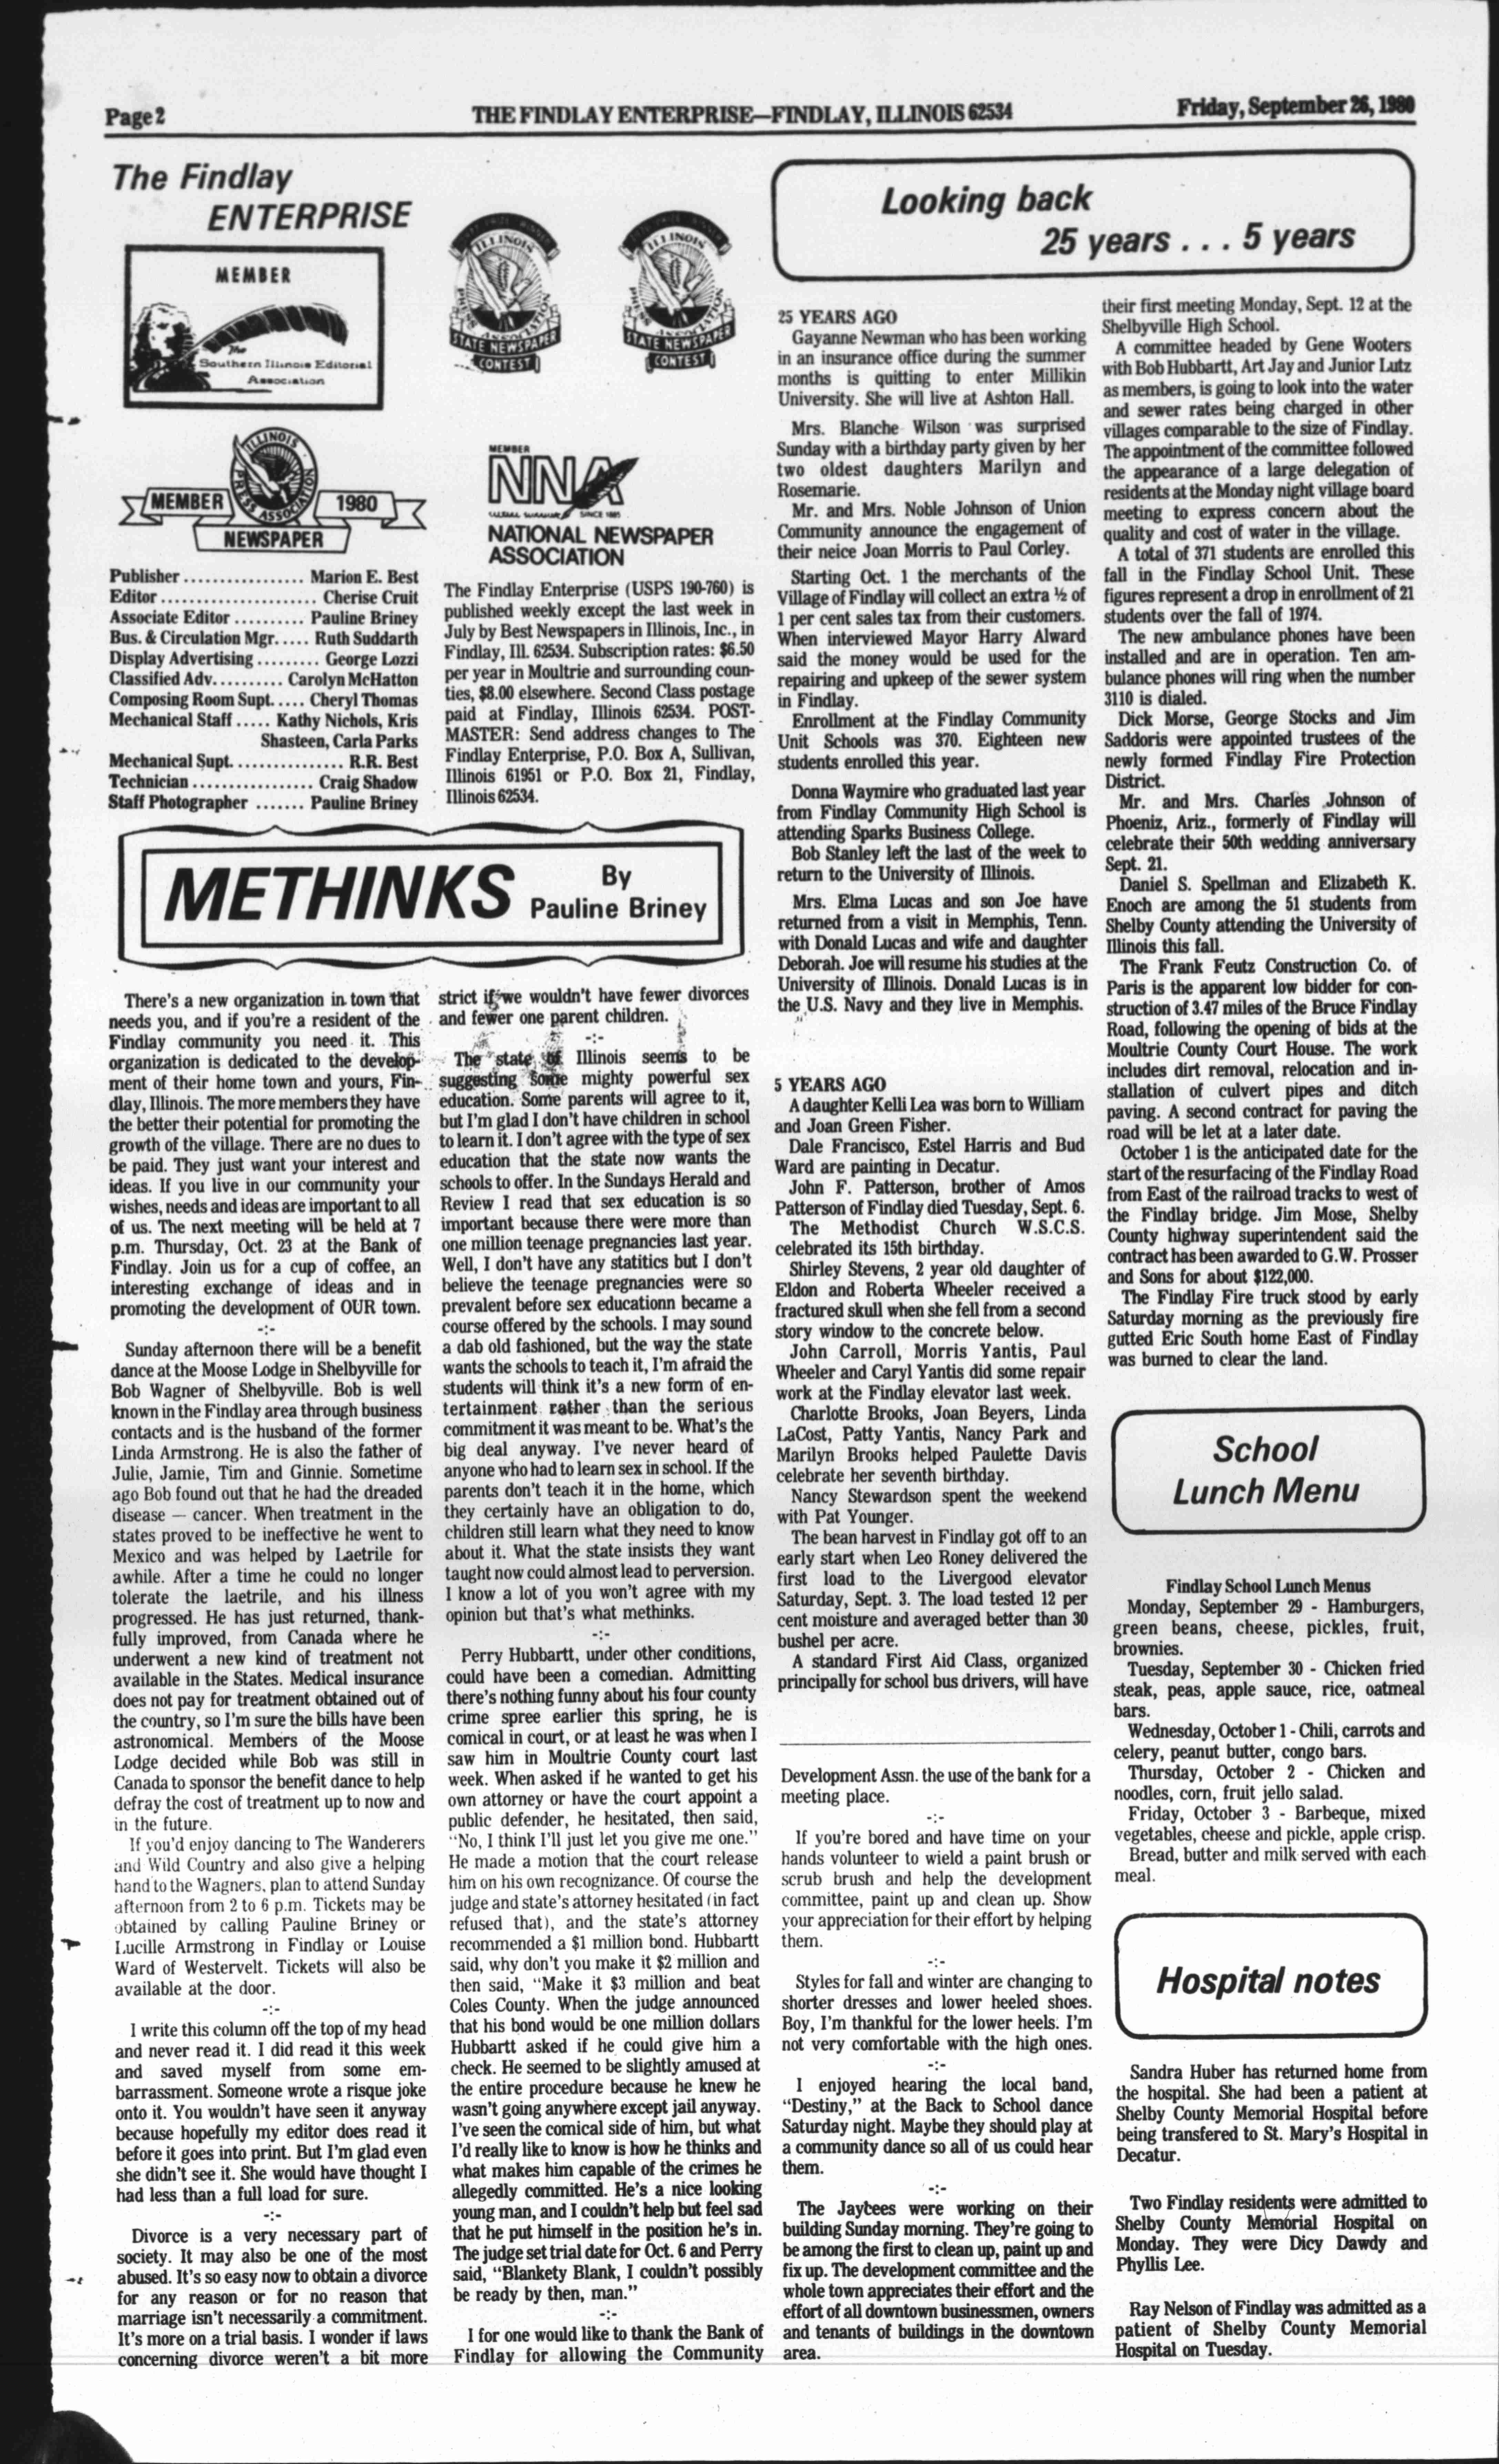 Page 2
THE FINDLAY ENTERPRISE—FINDLAY, ILLINOIS 62534
Friday, September 26, 1980
The Findlay
ENTERPRISE
MEMBER
The
Southern Illinois Editorial
Association
ILLINOIS
PRESS ASSOCIATION
STATE NEWSPAPER
CONTEST
ILLINOIS
PRESS ASSOCIATION
STATE NEWSPAPER
CONTEST
ILLINOIS
PRESS ASSOCIATION
MEMBER
1980
NEWSPAPER
MEMBER
NNA
SINCE 1885
NATIONAL NEWSPAPER
ASSOCIATION
Publisher ................ Marion E. Best
Editor ..................... Cherise Cruit
Associate Editor .......... Pauline Briney
Bus. & Circulation Mgr. .... Ruth Suddarth
Display Advertising ......... George Lozzi
Classified Adv.......... Carolyn McHatton
Composing Room Supt. .... Cheryl Thomas
Mechanical Staff ..... Kathy Nichols, Kris
Shasteen, Carla Parks
Mechanical Supt. ............... R.R. Best
Technician ................. Craig Shadow
Staff Photographer ....... Pauline Briney
The Findlay Enterprise (USPS 190-760) is
published weekly except the last week in
July by Best Newspapers in Illinois, Inc., in
Findlay, Ill. 62534. Subscription rates: $6.50
per year in Moultrie and surrounding coun-
ties, $8.00 elsewhere. Second Class postage
paid at Findlay, Illinois 62534. POST-
MASTER: Send address changes to The
Findlay Enterprise, P.O. Box A, Sullivan,
Illinois 61951 or P.O. Box 21, Findlay,
Illinois 62534.
METHINKS
By
Pauline Briney
There's a new organization in town that
needs you, and if you're a resident of the
Findlay community you need it. This
organization is dedicated to the develop-
ment of their home town and yours, Fin-
dlay, Illinois. The more members they have
the better their potential for promoting the
growth of the village. There are no dues to
be paid. They just want your interest and
ideas. If you live in our community your
wishes, needs and ideas are important to all
of us. The next meeting will be held at 7
p.m. Thursday, Oct. 23 at the Bank of
Findlay. Join us for a cup of coffee, an
interesting exchange of ideas and in
promoting the development of OUR town.
-:-
Sunday afternoon there will be a benefit
dance at the Moose Lodge in Shelbyville for
Bob Wagner of Shelbyville. Bob is well
known in the Findlay area through business
contacts and is the husband of the former
Linda Armstrong. He is also the father of
Julie, Jamie, Tim and Ginnie. Sometime
ago Bob found out that he had the dreaded
disease — cancer. When treatment in the
states proved to be ineffective he went to
Mexico and was helped by Laetrile for
awhile. After a time he could no longer
tolerate the laetrile, and his illness
progressed. He has just returned, thank-
fully improved, from Canada where he
underwent a new kind of treatment not
available in the States. Medical insurance
does not pay for treatment obtained out of
the country, so I'm sure the bills have been
astronomical. Members of the Moose
Lodge decided while Bob was still in
Canada to sponsor the benefit dance to help
defray the cost of treatment up to now and
in the future.
If you'd enjoy dancing to The Wanderers
and Wild Country and also give a helping
hand to the Wagners, plan to attend Sunday
afternoon from 2 to 6 p.m. Tickets may be
obtained by calling Pauline Briney or
Lucille Armstrong in Findlay or Louise
Ward of Westervelt. Tickets will also be
available at the door.
-:-
I write this column off the top of my head
and never read it. I did read it this week
and saved myself from some em-
barrassment. Someone wrote a risque joke
onto it. You wouldn't have seen it anyway
because hopefully my editor does read it
before it goes into print. But I'm glad even
she didn't see it. She would have thought I
had less than a full load for sure.
-:-
Divorce is a very necessary part of
society. It may also be one of the most
abused. It's so easy now to obtain a divorce
for any reason or for no reason that
marriage isn't necessarily a commitment.
It's more on a trial basis. I wonder if laws
concerning divorce weren't a bit more
strict if we wouldn't have fewer divorces
and fewer one parent children.
-:-
The state of Illinois seems to be
suggesting some mighty powerful sex
education. Some parents will agree to it,
but I'm glad I don't have children in school
to learn it. I don't agree with the type of sex
education that the state now wants the
schools to offer. In the Sundays Herald and
Review I read that sex education is so
important because there were more than
one million teenage pregnancies last year.
Well, I don't have any statitics but I don't
believe the teenage pregnancies were so
prevalent before sex educationn became a
course offered by the schools. I may sound
a dab old fashioned, but the way the state
wants the schools to teach it, I'm afraid the
students will think it's a new form of en-
tertainment rather than the serious
commitment it was meant to be. What's the
big deal anyway. I've never heard of
anyone who had to learn sex in school. If the
parents don't teach it in the home, which
they certainly have an obligation to do,
children still learn what they need to know
about it. What the state insists they want
taught now could almost lead to perversion.
I know a lot of you won't agree with my
opinion but that's what methinks.
-:-
Perry Hubbartt, under other conditions,
could have been a comedian. Admitting
there's nothing funny about his four county
crime spree earlier this spring, he is
comical in court, or at least he was when I
saw him in Moultrie County court last
week. When asked if he wanted to get his
own attorney or have the court appoint a
public defender, he hesitated, then said,
"No, I think I'll just let you give me one."
He made a motion that the court release
him on his own recognizance. Of course the
judge and state's attorney hesitated (in fact
refused that), and the state's attorney
recommended a $1 million bond. Hubbartt
said, why don't you make it $2 million and
then said, "Make it $3 million and beat
Coles County. When the judge announced
that his bond would be one million dollars
Hubbartt asked if he could give him a
check. He seemed to be slightly amused at
the entire procedure because he knew he
wasn't going anywhere except jail anyway.
I've seen the comical side of him, but what
I'd really like to know is how he thinks and
what makes him capable of the crimes he
allegedly committed. He's a nice looking
young man, and I couldn't help but feel sad
that he put himself in the position he's in.
The judge set trial date for Oct. 6 and Perry
said, "Blankety Blank, I couldn't possibly
be ready by then, man."
-:-
I for one would like to thank the Bank of
Findlay for allowing the Community
Development Assn. the use of the bank for a
meeting place.
-:-
If you're bored and have time on your
hands volunteer to wield a paint brush or
scrub brush and help the development
committee, paint up and clean up. Show
your appreciation for their effort by helping
them.
-:-
Styles for fall and winter are changing to
shorter dresses and lower heeled shoes.
Boy, I'm thankful for the lower heels. I'm
not very comfortable with the high ones.
-:-
I enjoyed hearing the local band,
"Destiny," at the Back to School dance
Saturday night. Maybe they should play at
a community dance so all of us could hear
them.
-:-
The Jaycees were working on their
building Sunday morning. They're going to
be among the first to clean up, paint up and
fix up. The development committee and the
whole town appreciates their effort and the
effort of all downtown businessmen, owners
and tenants of buildings in the downtown
area.
Looking back
25 years . . . 5 years
25 YEARS AGO
Gayanne Newman who has been working
in an insurance office during the summer
months is quitting to enter Millikin
University. She will live at Ashton Hall.
Mrs. Blanche Wilson was surprised
Sunday with a birthday party given by her
two oldest daughters Marilyn and
Rosemarie.
Mr. and Mrs. Noble Johnson of Union
Community announce the engagement of
their neice Joan Morris to Paul Corley.
Starting Oct. 1 the merchants of the
Village of Findlay will collect an extra ½ of
1 per cent sales tax from their customers.
When interviewed Mayor Harry Alward
said the money would be used for the
repairing and upkeep of the sewer system
in Findlay.
Enrollment at the Findlay Community
Unit Schools was 370. Eighteen new
students enrolled this year.
Donna Waymire who graduated last year
from Findlay Community High School is
attending Sparks Business College.
Bob Stanley left the last of the week to
return to the University of Illinois.
Mrs. Elma Lucas and son Joe have
returned from a visit in Memphis, Tenn.
with Donald Lucas and wife and daughter
Deborah. Joe will resume his studies at the
University of Illinois. Donald Lucas is in
the U.S. Navy and they live in Memphis.
5 YEARS AGO
A daughter Kelli Lea was born to William
and Joan Green Fisher.
Dale Francisco, Estel Harris and Bud
Ward are painting in Decatur.
John F. Patterson, brother of Amos
Patterson of Findlay died Tuesday, Sept. 6.
The Methodist Church W.S.C.S.
celebrated its 15th birthday.
Shirley Stevens, 2 year old daughter of
Eldon and Roberta Wheeler received a
fractured skull when she fell from a second
story window to the concrete below.
John Carroll, Morris Yantis, Paul
Wheeler and Caryl Yantis did some repair
work at the Findlay elevator last week.
Charlotte Brooks, Joan Beyers, Linda
LaCost, Patty Yantis, Nancy Park and
Marilyn Brooks helped Paulette Davis
celebrate her seventh birthday.
Nancy Stewardson spent the weekend
with Pat Younger.
The bean harvest in Findlay got off to an
early start when Leo Roney delivered the
first load to the Livergood elevator
Saturday, Sept. 3. The load tested 12 per
cent moisture and averaged better than 30
bushel per acre.
A standard First Aid Class, organized
principally for school bus drivers, will have
their first meeting Monday, Sept. 12 at the
Shelbyville High School.
A committee headed by Gene Wooters
with Bob Hubbartt, Art Jay and Junior Lutz
as members, is going to look into the water
and sewer rates being charged in other
villages comparable to the size of Findlay.
The appointment of the committee followed
the appearance of a large delegation of
residents at the Monday night village board
meeting to express concern about the
quality and cost of water in the village.
A total of 371 students are enrolled this
fall in the Findlay School Unit. These
figures represent a drop in enrollment of 21
students over the fall of 1974.
The new ambulance phones have been
installed and are in operation. Ten am-
bulance phones will ring when the number
3110 is dialed.
Dick Morse, George Stocks and Jim
Saddoris were appointed trustees of the
newly formed Findlay Fire Protection
District.
Mr. and Mrs. Charles Johnson of
Phoeniz, Ariz., formerly of Findlay will
celebrate their 50th wedding anniversary
Sept. 21.
Daniel S. Spellman and Elizabeth K.
Enoch are among the 51 students from
Shelby County attending the University of
Illinois this fall.
The Frank Feutz Construction Co. of
Paris is the apparent low bidder for con-
struction of 3.47 miles of the Bruce Findlay
Road, following the opening of bids at the
Moultrie County Court House. The work
includes dirt removal, relocation and in-
stallation of culvert pipes and ditch
paving. A second contract for paving the
road will be let at a later date.
October 1 is the anticipated date for the
start of the resurfacing of the Findlay Road
from East of the railroad tracks to west of
the Findlay bridge. Jim Mose, Shelby
County highway superintendent said the
contract has been awarded to G.W. Prosser
and Sons for about $122,000.
The Findlay Fire truck stood by early
Saturday morning as the previously fire
gutted Eric South home East of Findlay
was burned to clear the land.
School
Lunch Menu
Findlay School Lunch Menus
Monday, September 29 - Hamburgers,
green beans, cheese, pickles, fruit,
brownies.
Tuesday, September 30 - Chicken fried
steak, peas, apple sauce, rice, oatmeal
bars.
Wednesday, October 1 - Chili, carrots and
celery, peanut butter, congo bars.
Thursday, October 2 - Chicken and
noodles, corn, fruit jello salad.
Friday, October 3 - Barbeque, mixed
vegetables, cheese and pickle, apple crisp.
Bread, butter and milk served with each
meal.
Hospital notes
Sandra Huber has returned home from
the hospital. She had been a patient at
Shelby County Memorial Hospital before
being transfered to St. Mary's Hospital in
Decatur.
Two Findlay residents were admitted to
Shelby County Memorial Hospital on
Monday. They were Dicy Dawdy and
Phyllis Lee.
Ray Nelson of Findlay was admitted as a
patient of Shelby County Memorial
Hospital on Tuesday.